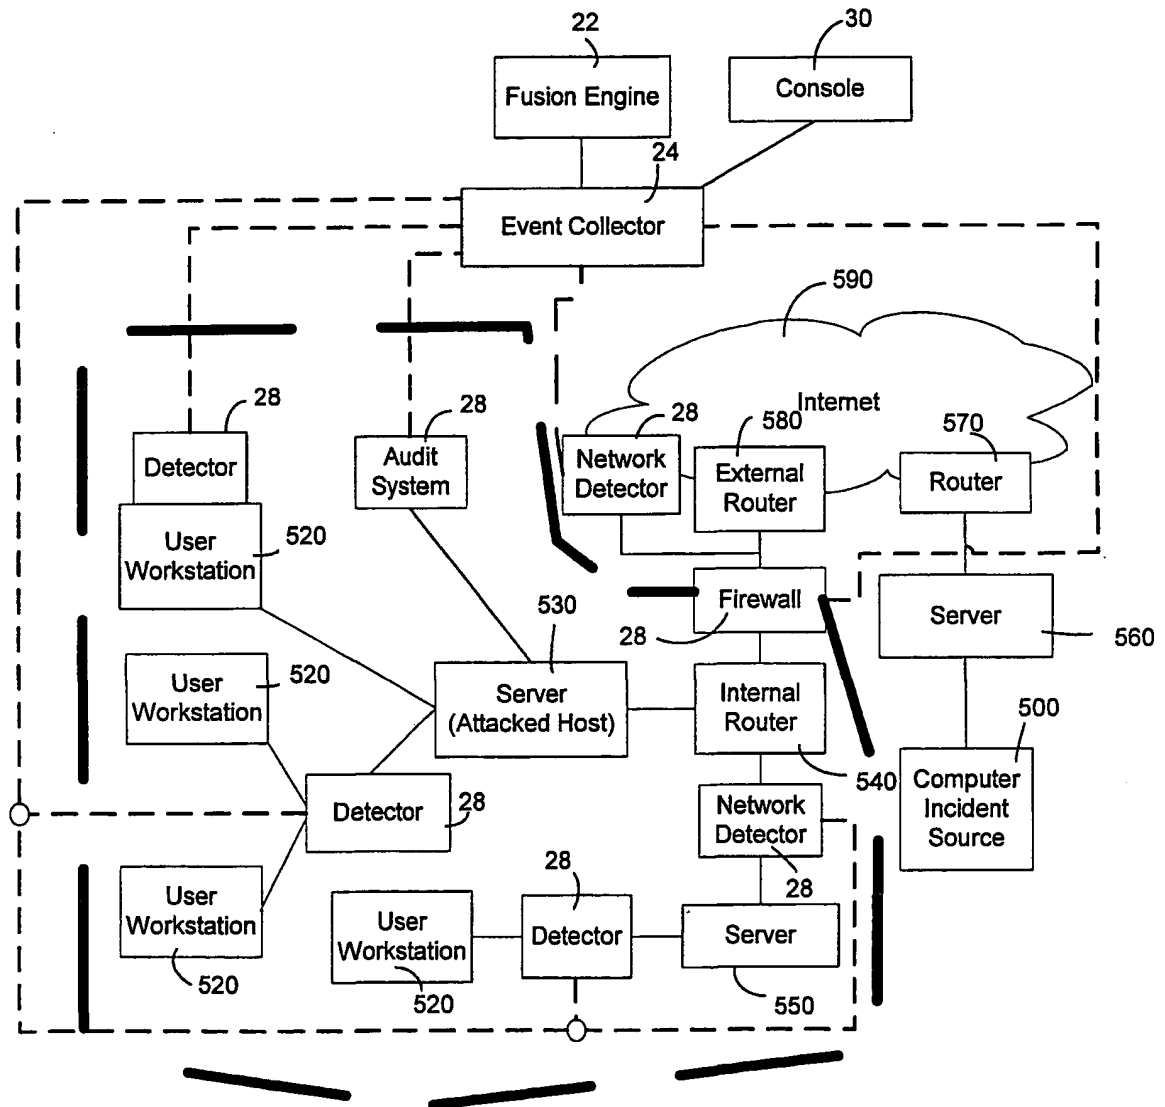 22
30
Fusion Engine
Console
24
Event Collector
590
Internet
28
28
28
580
570
Detector
Audit
System
Network
Detector
External
Router
Router
User
Workstation
520
530
Firewall
28
Server
560
User
Workstation
520
Server
(Attacked Host)
Internal
Router
540
500
Computer
Incident
Source
Detector
28
Network
Detector
28
User
Workstation
520
28
User
Workstation
520
Detector
Server
550